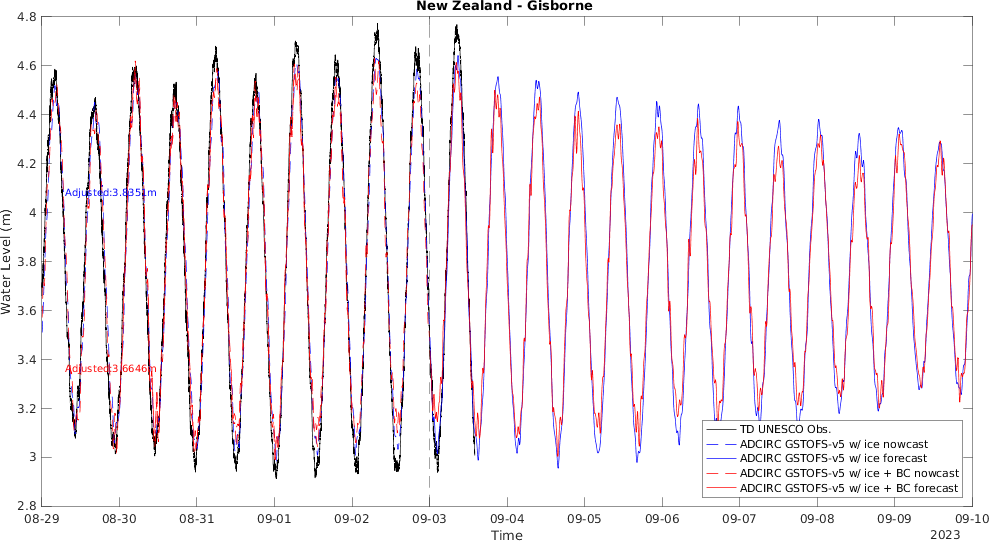 New Zealand - Gisborne
4.8
4.6
4.4
4.2
4
3.8
3.6
3.4
3.2
3
2.8
Water Level (m)
Adjusted:3.8351m
Adjusted:3.6646m
TD UNESCO Obs.
ADCIRC GSTOFS-v5 w/ ice nowcast
ADCIRC GSTOFS-v5 w/ ice forecast
ADCIRC GSTOFS-v5 w/ ice + BC nowcast
ADCIRC GSTOFS-v5 w/ ice + BC forecast
08-29 08-30 08-31 09-01 09-02 09-03 09-04 09-05 09-06 09-07 09-08 09-09 09-10
Time
2023